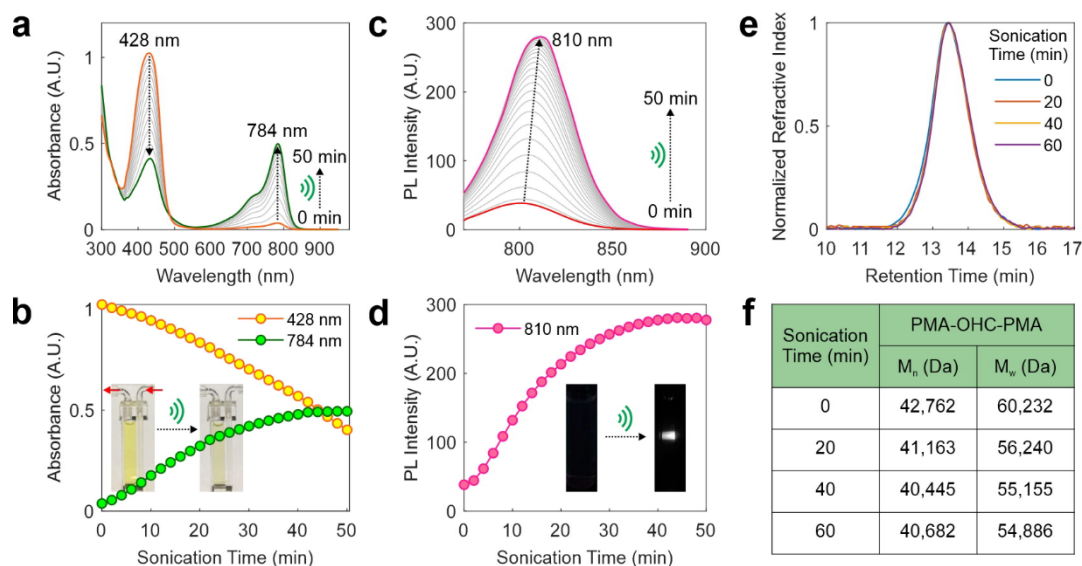 a
Absorbance (A.U.)
1
0.5
0
428 nm
784 nm
50 min
0 min
300 400 500 600 700 800 900
Wavelength (nm)
c
PL Intensity (A.U.)
300
200
100
0
810 nm
50 min
0 min
800 850 900
Wavelength (nm)
e
Normalized Refractive Index
1
0.5
0
Sonication
Time (min)
0
20
40
60
10 11 12 13 14 15 16 17
Retention Time (min)
b
Absorbance (A.U.)
1
0.5
0
428 nm
784 nm
0 10 20 30 40 50
Sonication Time (min)
d
PL Intensity (A.U.)
300
200
100
0
810 nm
0 10 20 30 40 50
Sonication Time (min)
f
Sonication
Time (min)
PMA-OHC-PMA
Mn (Da) Mw (Da)
0 42,762 60,232
20 41,163 56,240
40 40,445 55,155
60 40,682 54,886